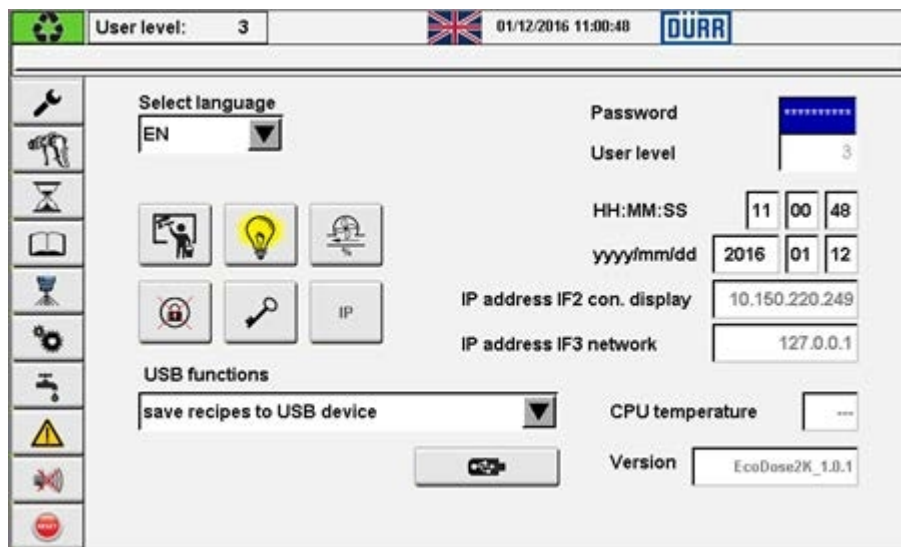 User level: 3
01/12/2016 11:00:48
DÜRR
Select language
EN
Password
**********
User level
3
HH:MM:SS 11 00 48
yyyy/mm/dd 2016 01 12
IP
IP address IF2 con. display 10.150.220.249
IP address IF3 network 127.0.0.1
USB functions
save recipes to USB device
CPU temperature ---
Version EcoDose2K_1.0.1
%
RESET